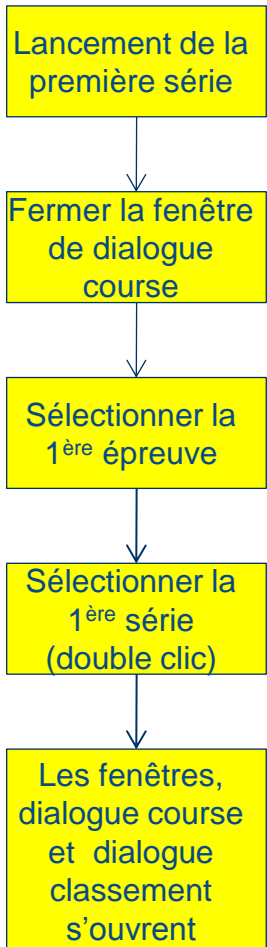 Lancement de la
première série
Fermer la fenêtre
de dialogue
course
Sélectionner la
1ère épreuve
Sélectionner la
1ère série
(double clic)
Les fenêtres,
dialogue course
et dialogue
classement
s'ouvrent